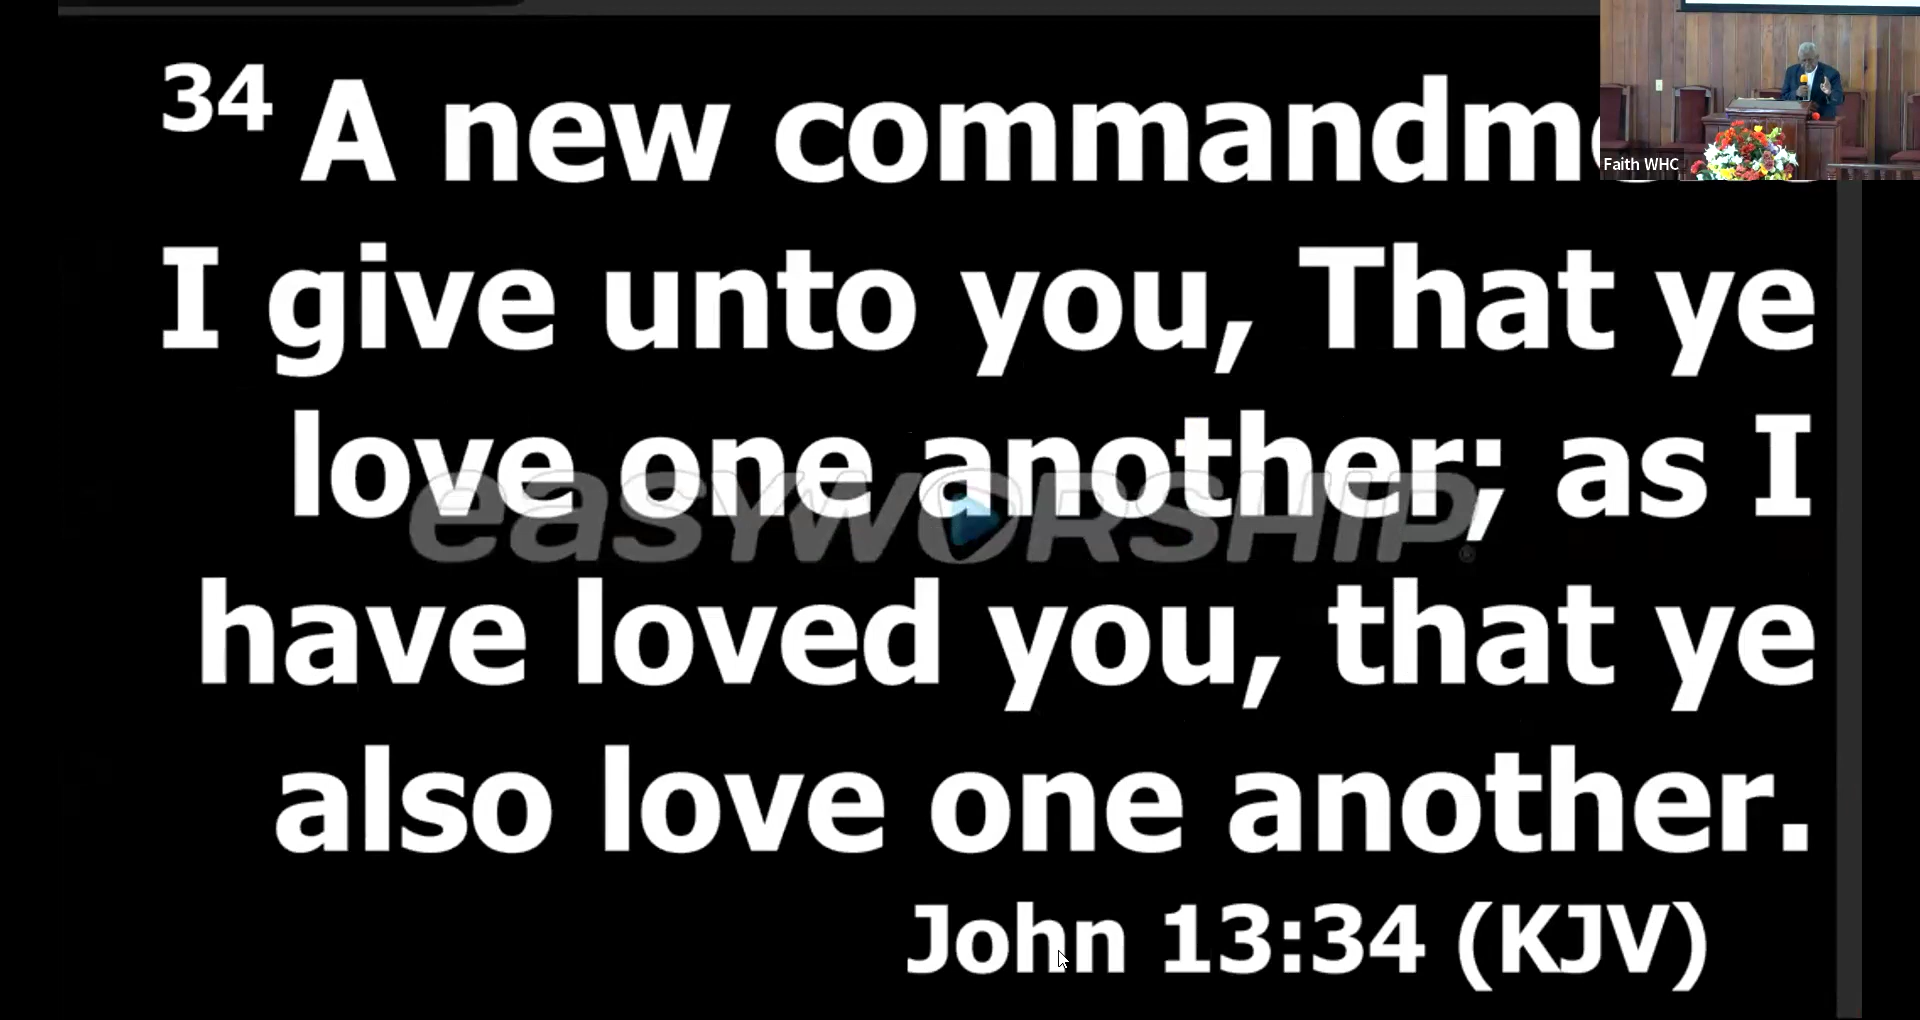 34 A new commandm
I give unto you, That ye
love one another; as I
have loved you, that ye
also love one another.
John 13:34 (KJV)
easyworship®
Faith WHC